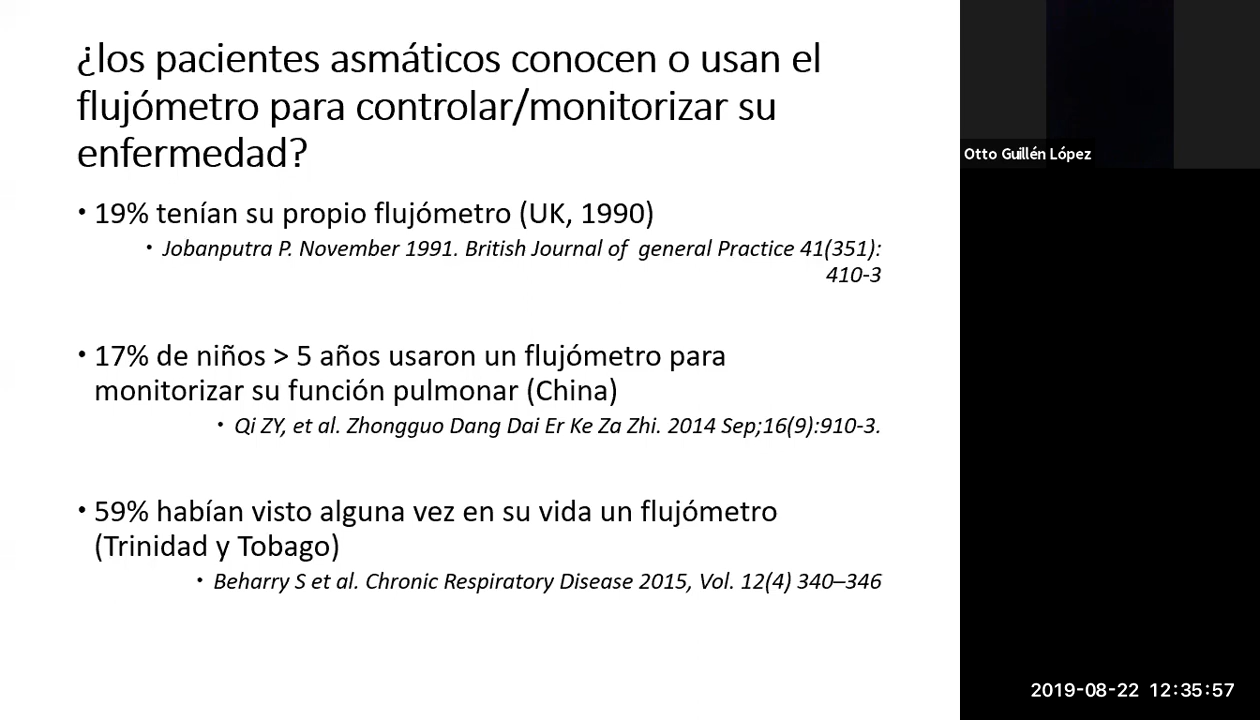 ¿los pacientes asmáticos conocen o usan el
flujómetro para controlar/monitorizar su
enfermedad?
• 19% tenían su propio flujómetro (UK, 1990)
• Jobanputra P. November 1991. British Journal of general Practice 41(351):
410-3
• 17% de niños > 5 años usaron un flujómetro para
monitorizar su función pulmonar (China)
• Qi ZY, et al. Zhongguo Dang Dai Er Ke Za Zhi. 2014 Sep;16(9):910-3.
• 59% habían visto alguna vez en su vida un flujómetro
(Trinidad y Tobago)
• Beharry S et al. Chronic Respiratory Disease 2015, Vol. 12(4) 340–346
Otto Guillén López
2019-08-22 12:35:57